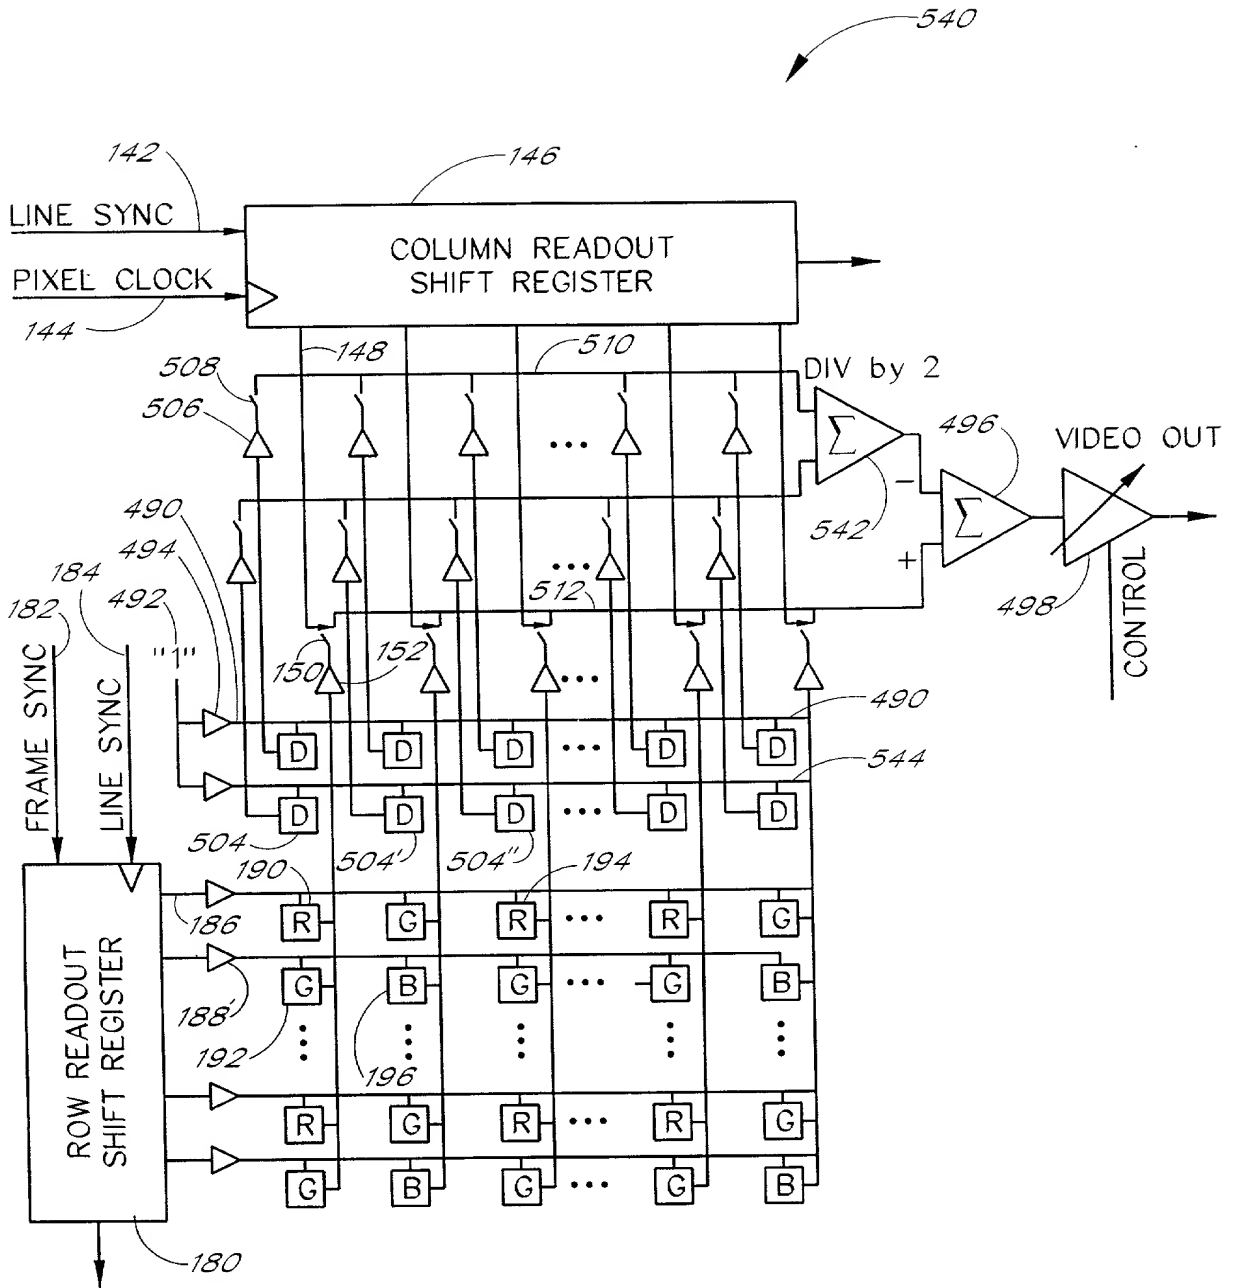 540
142
146
LINE SYNC
COLUMN READOUT
SHIFT REGISTER
PIXEL CLOCK
144
148
510
DIV by 2
508
506
Σ
496
VIDEO OUT
−
542
Σ
490
494
184
+
498
CONTROL
512
182
492
"1"
150
152
FRAME SYNC
LINE SYNC
490
D D D D D
544
D D D D D
504
504'
504"
190
194
186
R G R R G
188'
G B G G B
192
196
ROW READOUT
SHIFT REGISTER
R G R R G
G B G G B
180